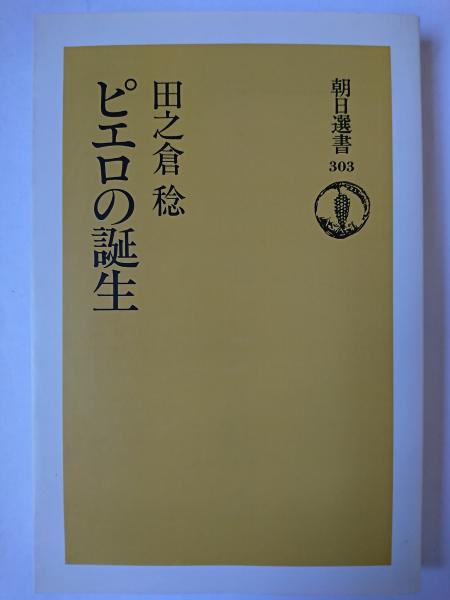 朝日選書
303
田之倉 稔
ピエロの誕生